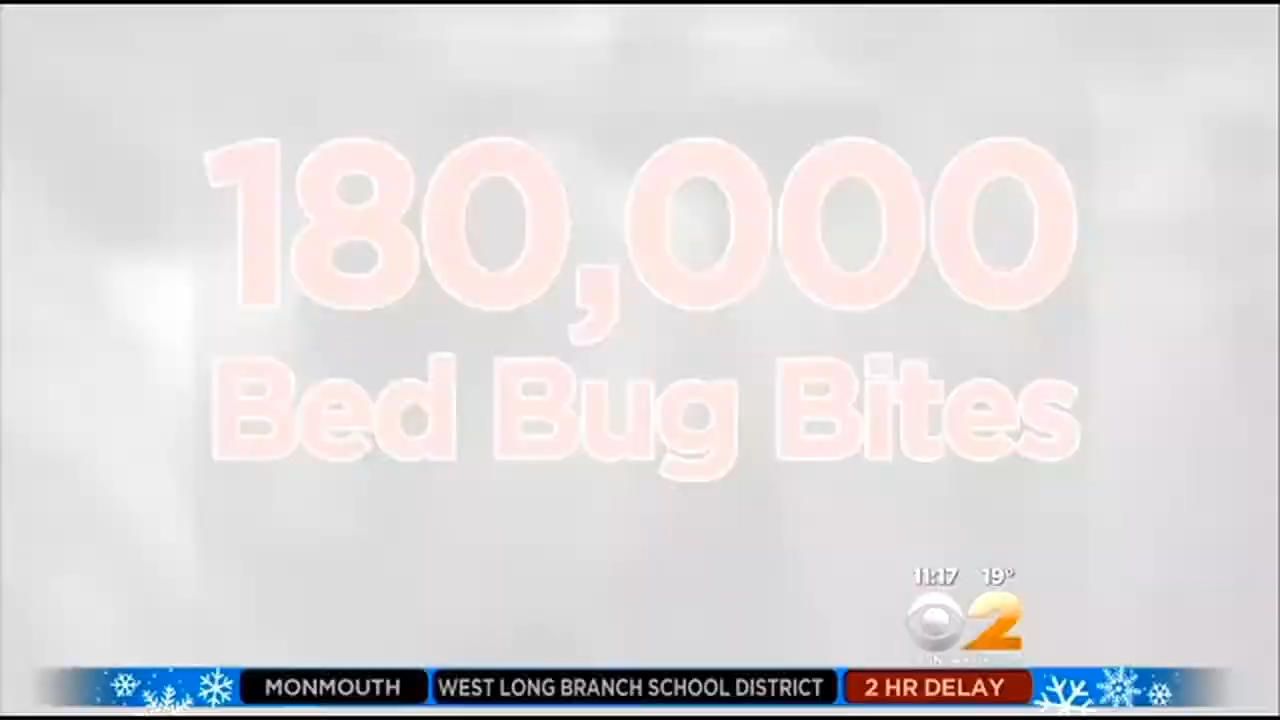 180,000
Bed Bug Bites
11:17 19°
2
MONMOUTH WEST LONG BRANCH SCHOOL DISTRICT 2 HR DELAY